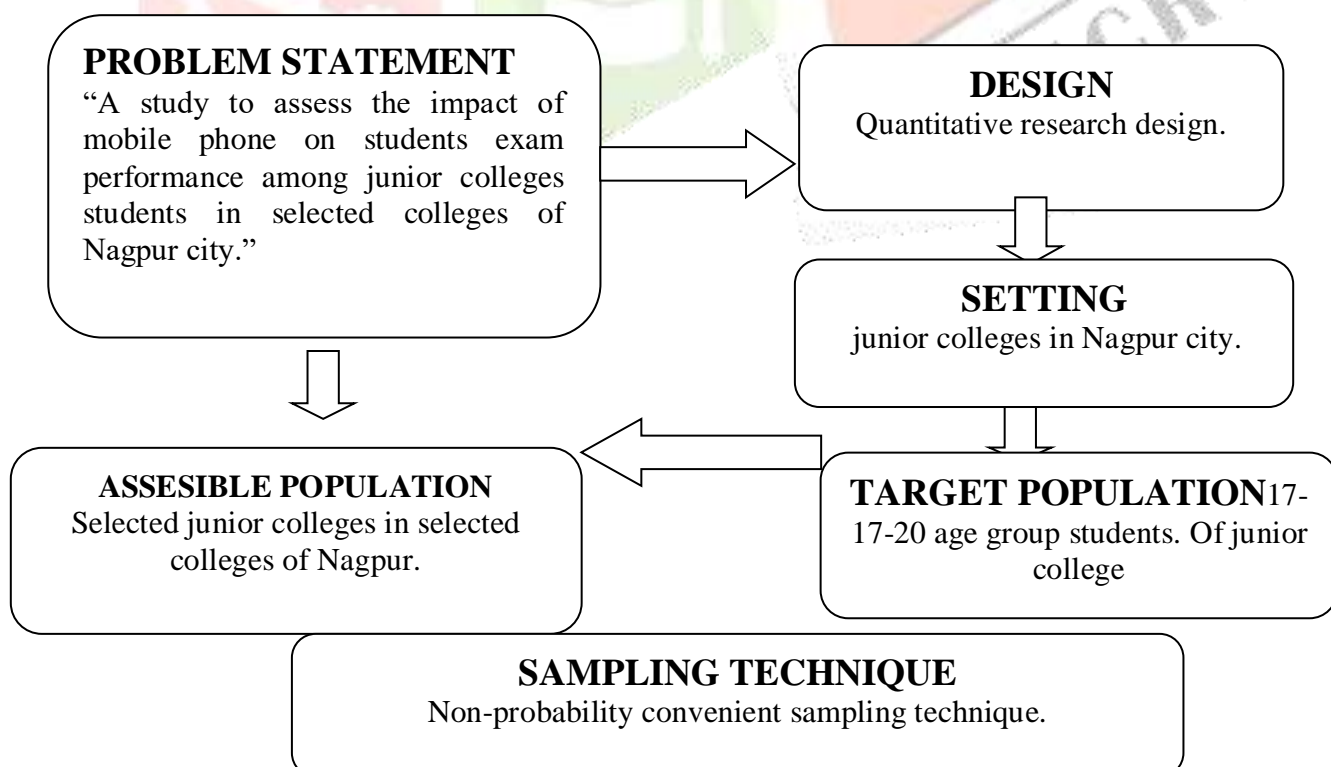 PROBLEM STATEMENT
“A study to assess the impact of
mobile phone on students exam
performance among junior colleges
students in selected colleges of
Nagpur city.”
DESIGN
Quantitative research design.
SETTING
junior colleges in Nagpur city.
TARGET POPULATION17-
17-20 age group students. Of junior
college
ASSESIBLE POPULATION
Selected junior colleges in selected
colleges of Nagpur.
SAMPLING TECHNIQUE
Non-probability convenient sampling technique.